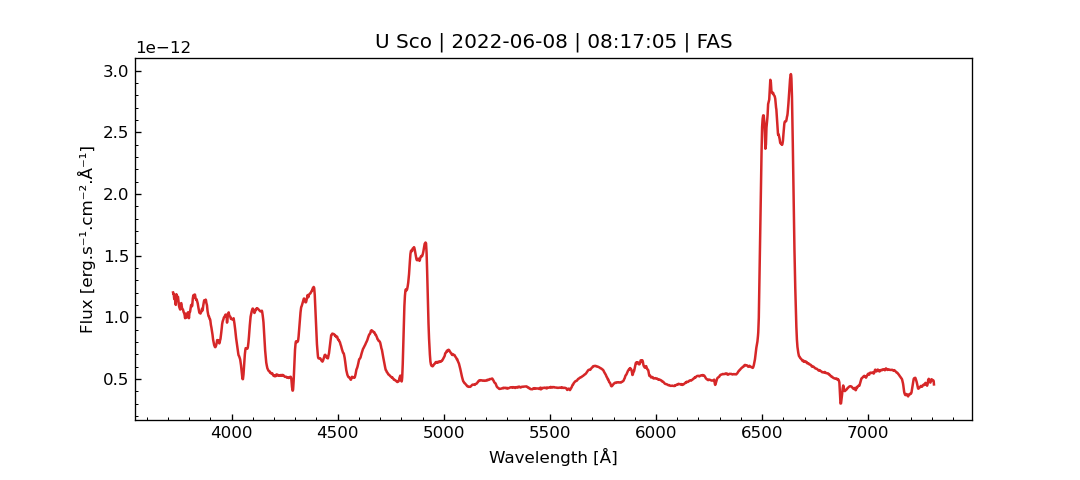 U Sco | 2022-06-08 | 08:17:05 | FAS
1e−12
3.0
2.5
2.0
1.5
1.0
0.5
Flux [erg.s⁻¹.cm⁻².Å⁻¹]
4000 4500 5000 5500 6000 6500 7000
Wavelength [Å]